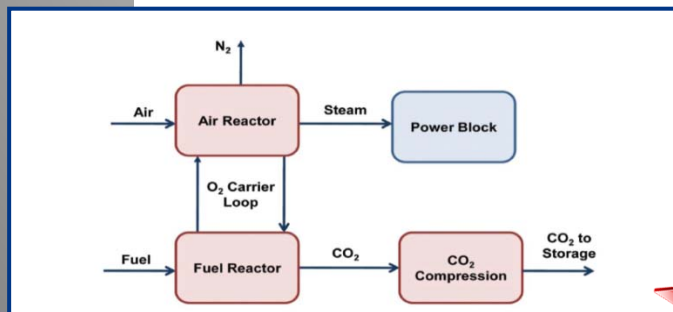 N₂
Air
Air Reactor
Steam
Power Block
O₂ Carrier
Loop
Fuel
Fuel Reactor
CO₂
CO₂
Compression
CO₂ to
Storage